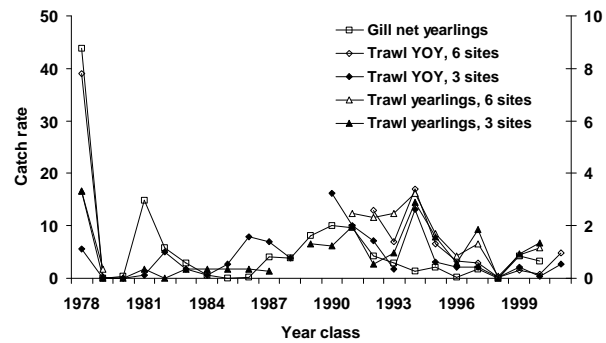 50
40
30
20
10
0
Catch rate
10
8
6
4
2
0
Gill net yearlings
Trawl YOY, 6 sites
Trawl YOY, 3 sites
Trawl yearlings, 6 sites
Trawl yearlings, 3 sites
1978 1981 1984 1987 1990 1993 1996 1999
Year class